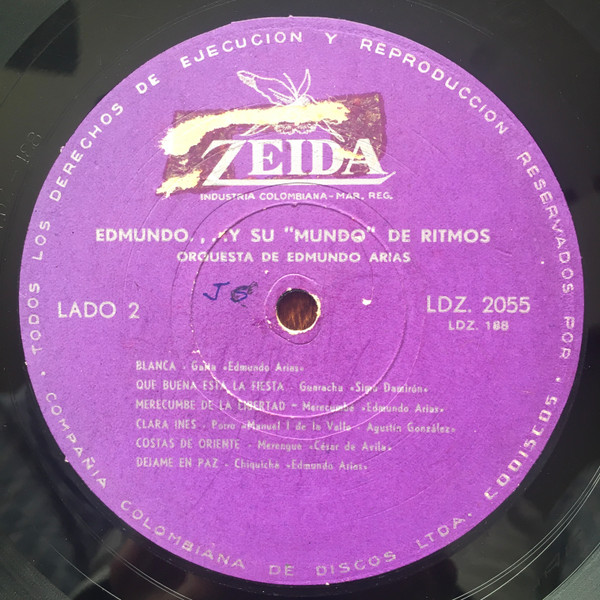 TODOS LOS DERECHOS DE EJECUCION Y REPRODUCCION RESERVADOS POR
ZEIDA
INDUSTRIA COLOMBIANA - MAR. REG.
EDMUNDO. . .Y SU "MUNDO" DE RITMOS
ORQUESTA DE EDMUNDO ARIAS
LADO 2
LDZ. 2055
LDZ. 188
BLANCA - Gaita «Edmundo Arias»
QUE BUENA ESTA LA FIESTA - Guaracha «Simo Damirón»
MERECUMBE DE LA LIBERTAD - Merecumbe «Edmundo Arias»
CLARA INES - Porro «Manuel J de la Valle - Agustin González»
COSTAS DE ORIENTE - Merengue «César de Avila»
DEJAME EN PAZ - Chiquichá «Edmundo Arias»
COMPAÑIA COLOMBIANA DE DISCOS LTDA. CODISCOS